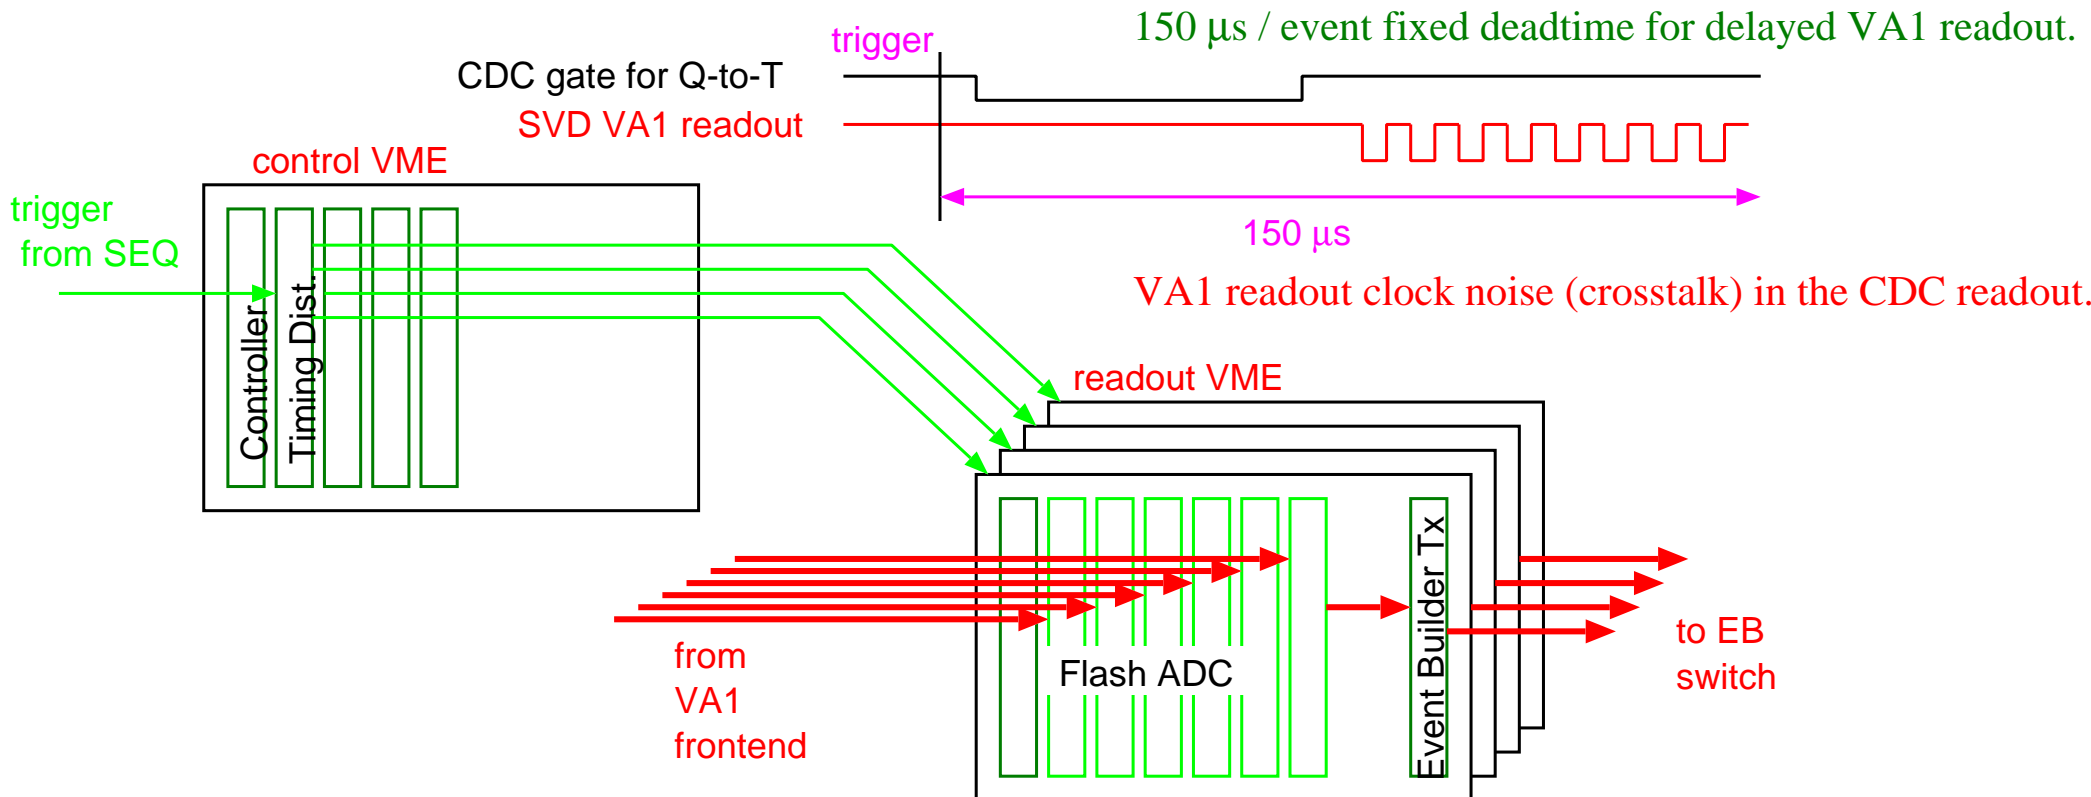 150 μs / event fixed deadtime for delayed VA1 readout.
trigger
CDC gate for Q-to-T
SVD VA1 readout
control VME
trigger
from SEQ
150 μs
VA1 readout clock noise (crosstalk) in the CDC readout.
Controller
Timing Dist.
readout VME
Flash ADC
Event Builder Tx
from
VA1
frontend
to EB
switch